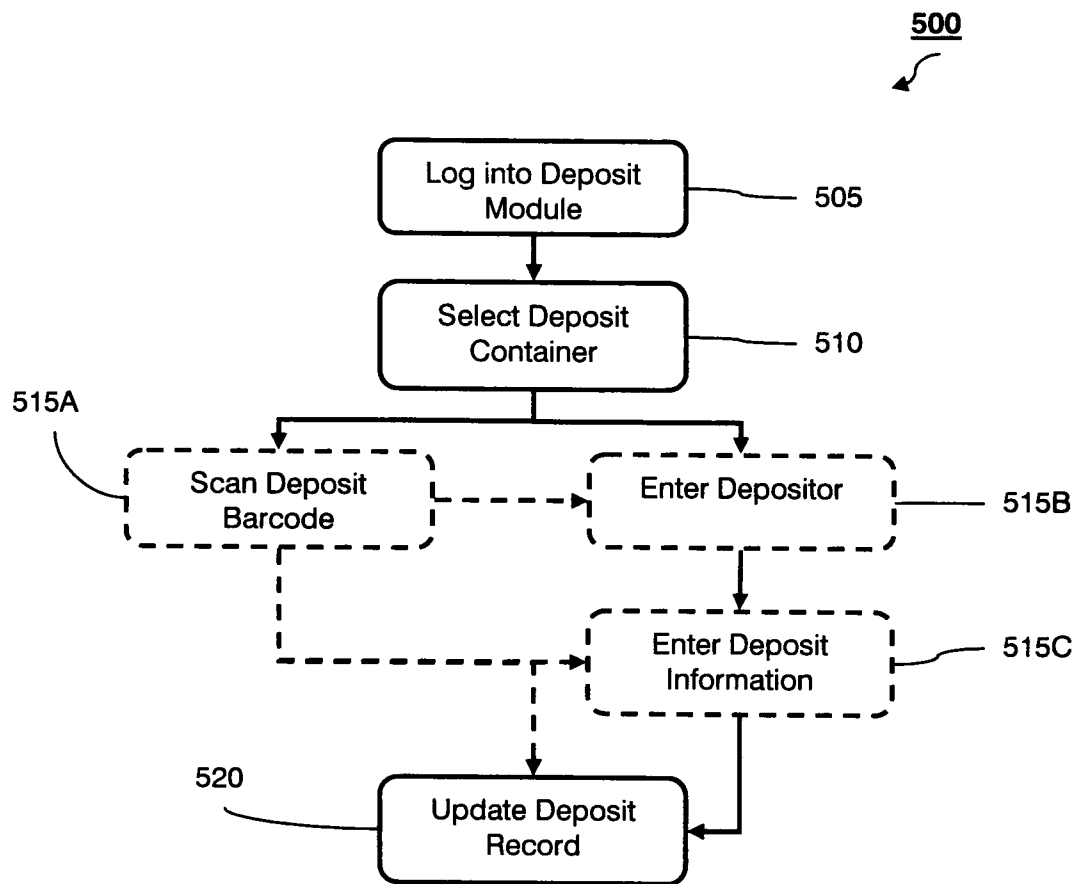 500
Log into Deposit
Module
505
Select Deposit
Container
510
515A
Scan Deposit
Barcode
Enter Depositor
515B
Enter Deposit
Information
515C
520
Update Deposit
Record